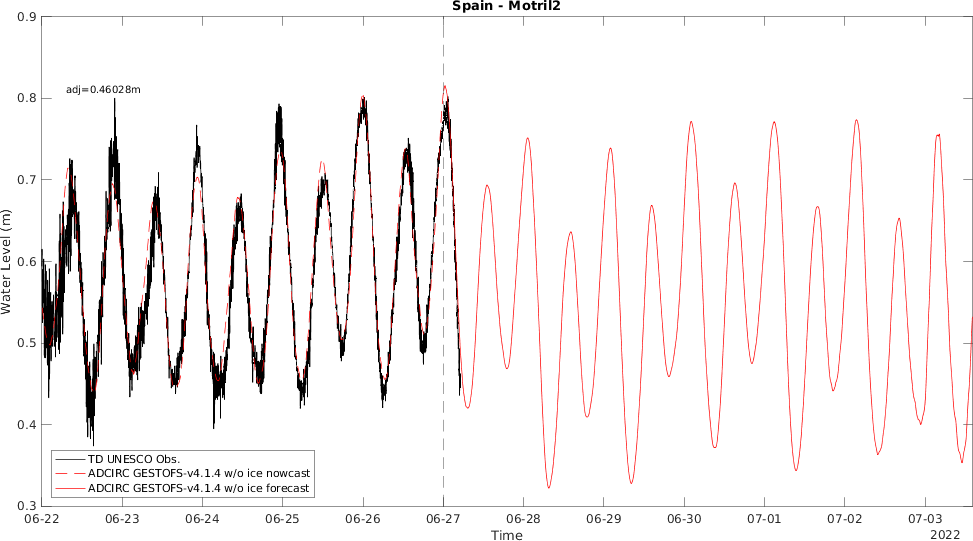 Spain - Motril2
0.9
adj=0.46028m
0.8
0.7
0.6
0.5
0.4
0.3
Water Level (m)
TD UNESCO Obs.
ADCIRC GESTOFS-v4.1.4 w/o ice nowcast
ADCIRC GESTOFS-v4.1.4 w/o ice forecast
06-22 06-23 06-24 06-25 06-26 06-27 06-28 06-29 06-30 07-01 07-02 07-03
Time
2022